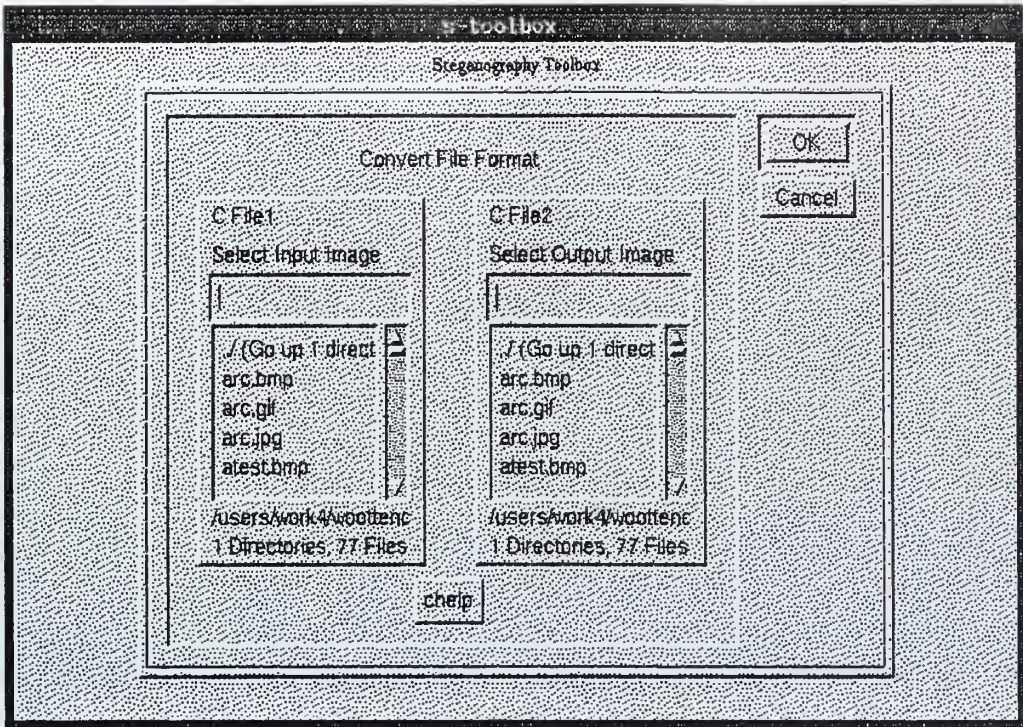 s-toolbox
Steganography Toolbox
OK
Convert File Format
Cancel
C File1
Select Input Image
./ (Go up 1 direct
arc.bmp
arc.gif
arc.jpg
atest.bmp
/users/work4/woottenc
1 Directories, 77 Files
C File2
Select Output Image
./ (Go up 1 direct
arc.bmp
arc.gif
arc.jpg
atest.bmp
/users/work4/woottenc
1 Directories, 77 Files
chelp